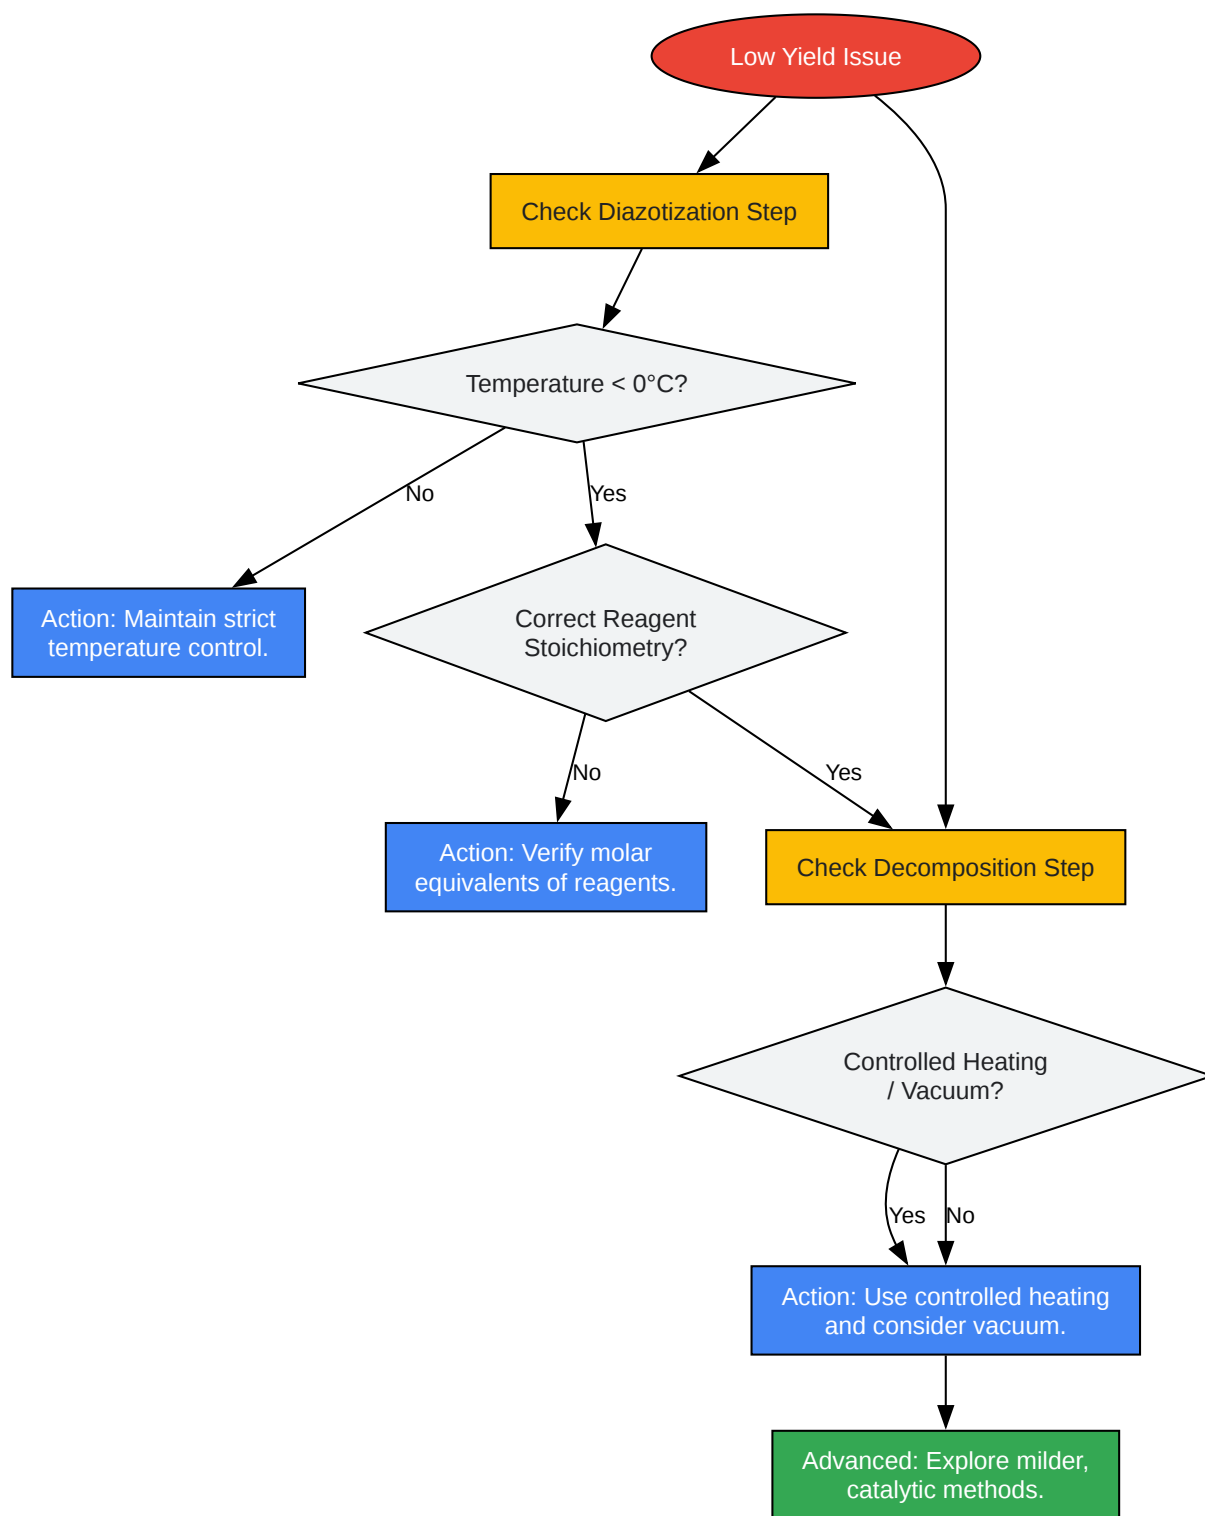 Low Yield Issue
Check Diazotization Step
Temperature < 0°C?
No
Yes
Action: Maintain strict
temperature control.
Correct Reagent
Stoichiometry?
No
Yes
Action: Verify molar
equivalents of reagents.
Check Decomposition Step
Controlled Heating
/ Vacuum?
Yes
No
Action: Use controlled heating
and consider vacuum.
Advanced: Explore milder,
catalytic methods.